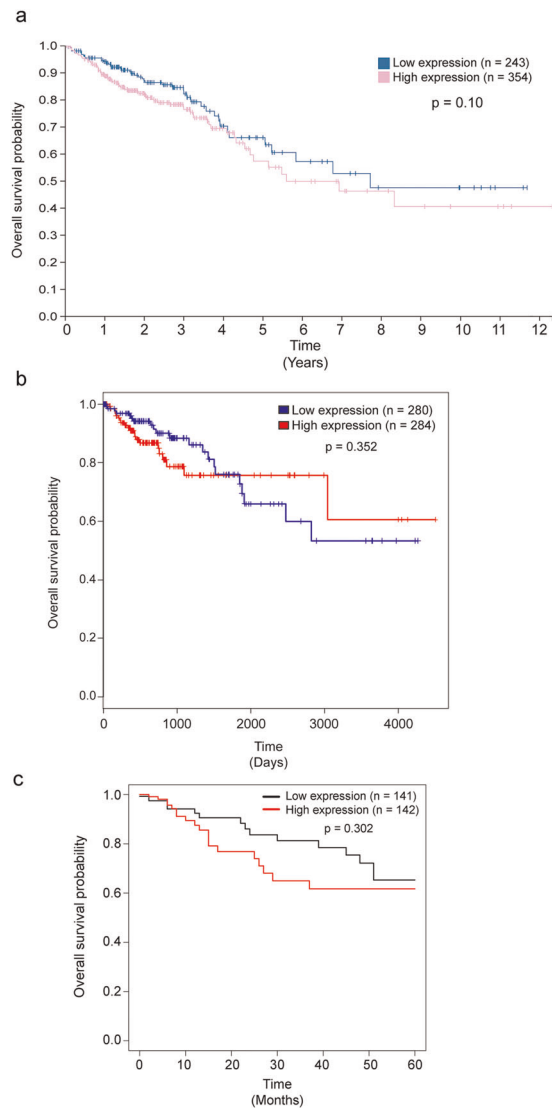 a
Overall survival probability
1.0
0.9
0.8
0.7
0.6
0.5
0.4
0.3
0.2
0.1
0.0
Low expression (n = 243)
High expression (n = 354)
p = 0.10
0 1 2 3 4 5 6 7 8 9 10 11 12
Time
(Years)
b
Overall survival probability
1.0
0.8
0.6
0.4
0.2
0.0
Low expression (n = 280)
High expression (n = 284)
p = 0.352
0 1000 2000 3000 4000
Time
(Days)
c
Overall survival probability
1.0
0.8
0.6
0.4
0.2
0.0
Low expression (n = 141)
High expression (n = 142)
p = 0.302
0 10 20 30 40 50 60
Time
(Months)